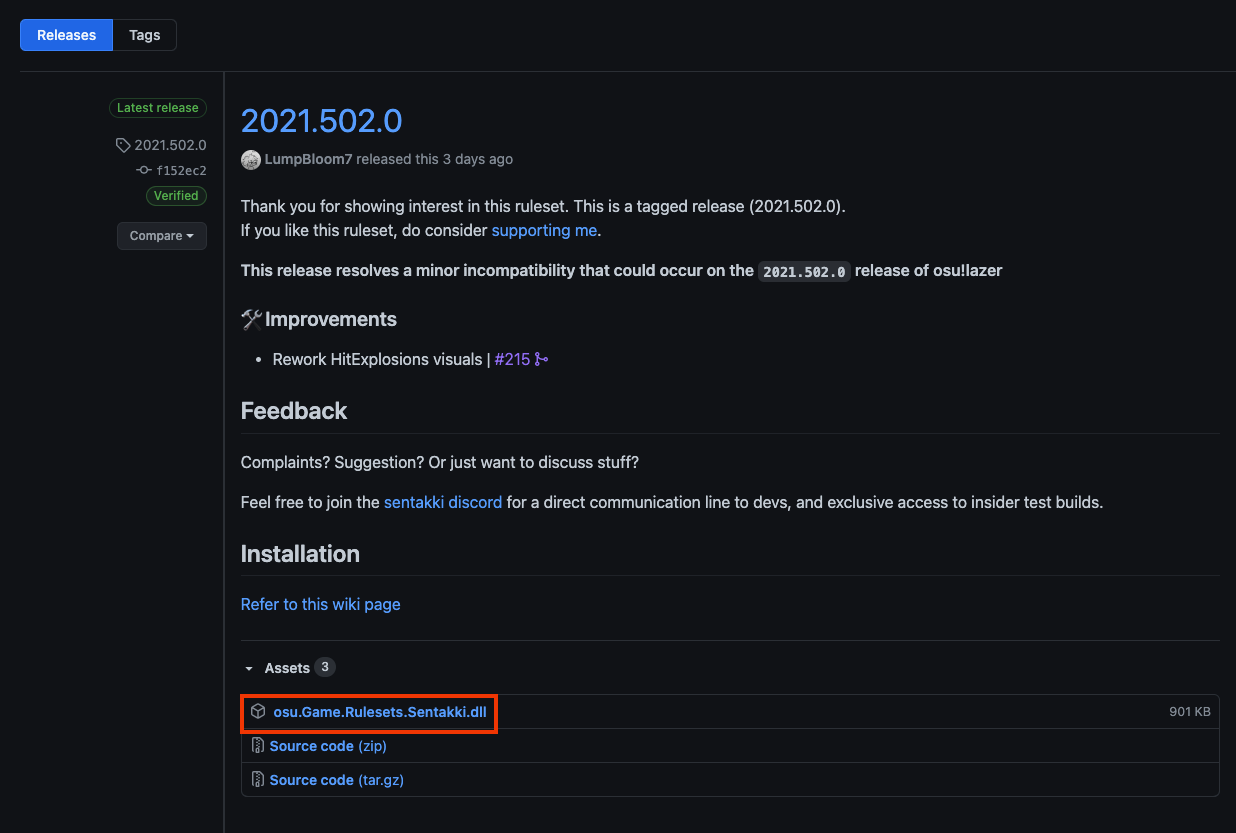 Releases
Tags
Latest release
2021.502.0
f152ec2
Verified
Compare
2021.502.0
LumpBloom7 released this 3 days ago
Thank you for showing interest in this ruleset. This is a tagged release (2021.502.0).
If you like this ruleset, do consider supporting me.
This release resolves a minor incompatibility that could occur on the 2021.502.0 release of osu!lazer
🛠️Improvements
• Rework HitExplosions visuals | #215
Feedback
Complaints? Suggestion? Or just want to discuss stuff?
Feel free to join the sentakki discord for a direct communication line to devs, and exclusive access to insider test builds.
Installation
Refer to this wiki page
Assets 3
osu.Game.Rulesets.Sentakki.dll 901 KB
Source code (zip)
Source code (tar.gz)